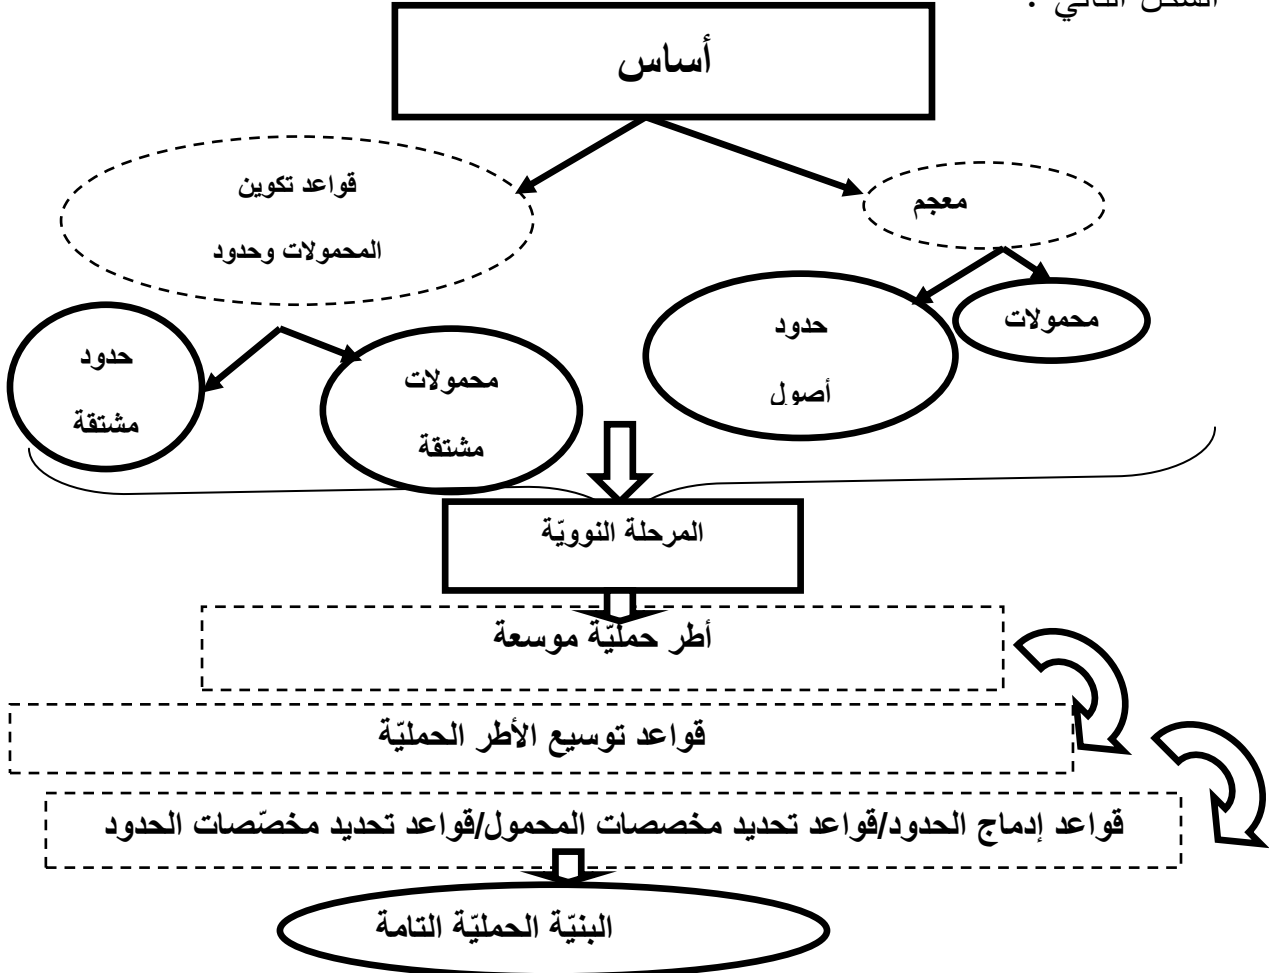 الشكل التالي :
أساس
معجم
قواعد تكوين
المحمولات وحدود
محمولات
حدود
أصول
محمولات
مشتقة
حدود
مشتقة
المرحلة النوويّة
أطر حمليّة موسعة
قواعد توسيع الأطر الحمليّة
قواعد إدماج الحدود/قواعد تحديد مخصصات المحمول/قواعد تحديد مخصّصات الحدود
البنيّة الحمليّة التامة